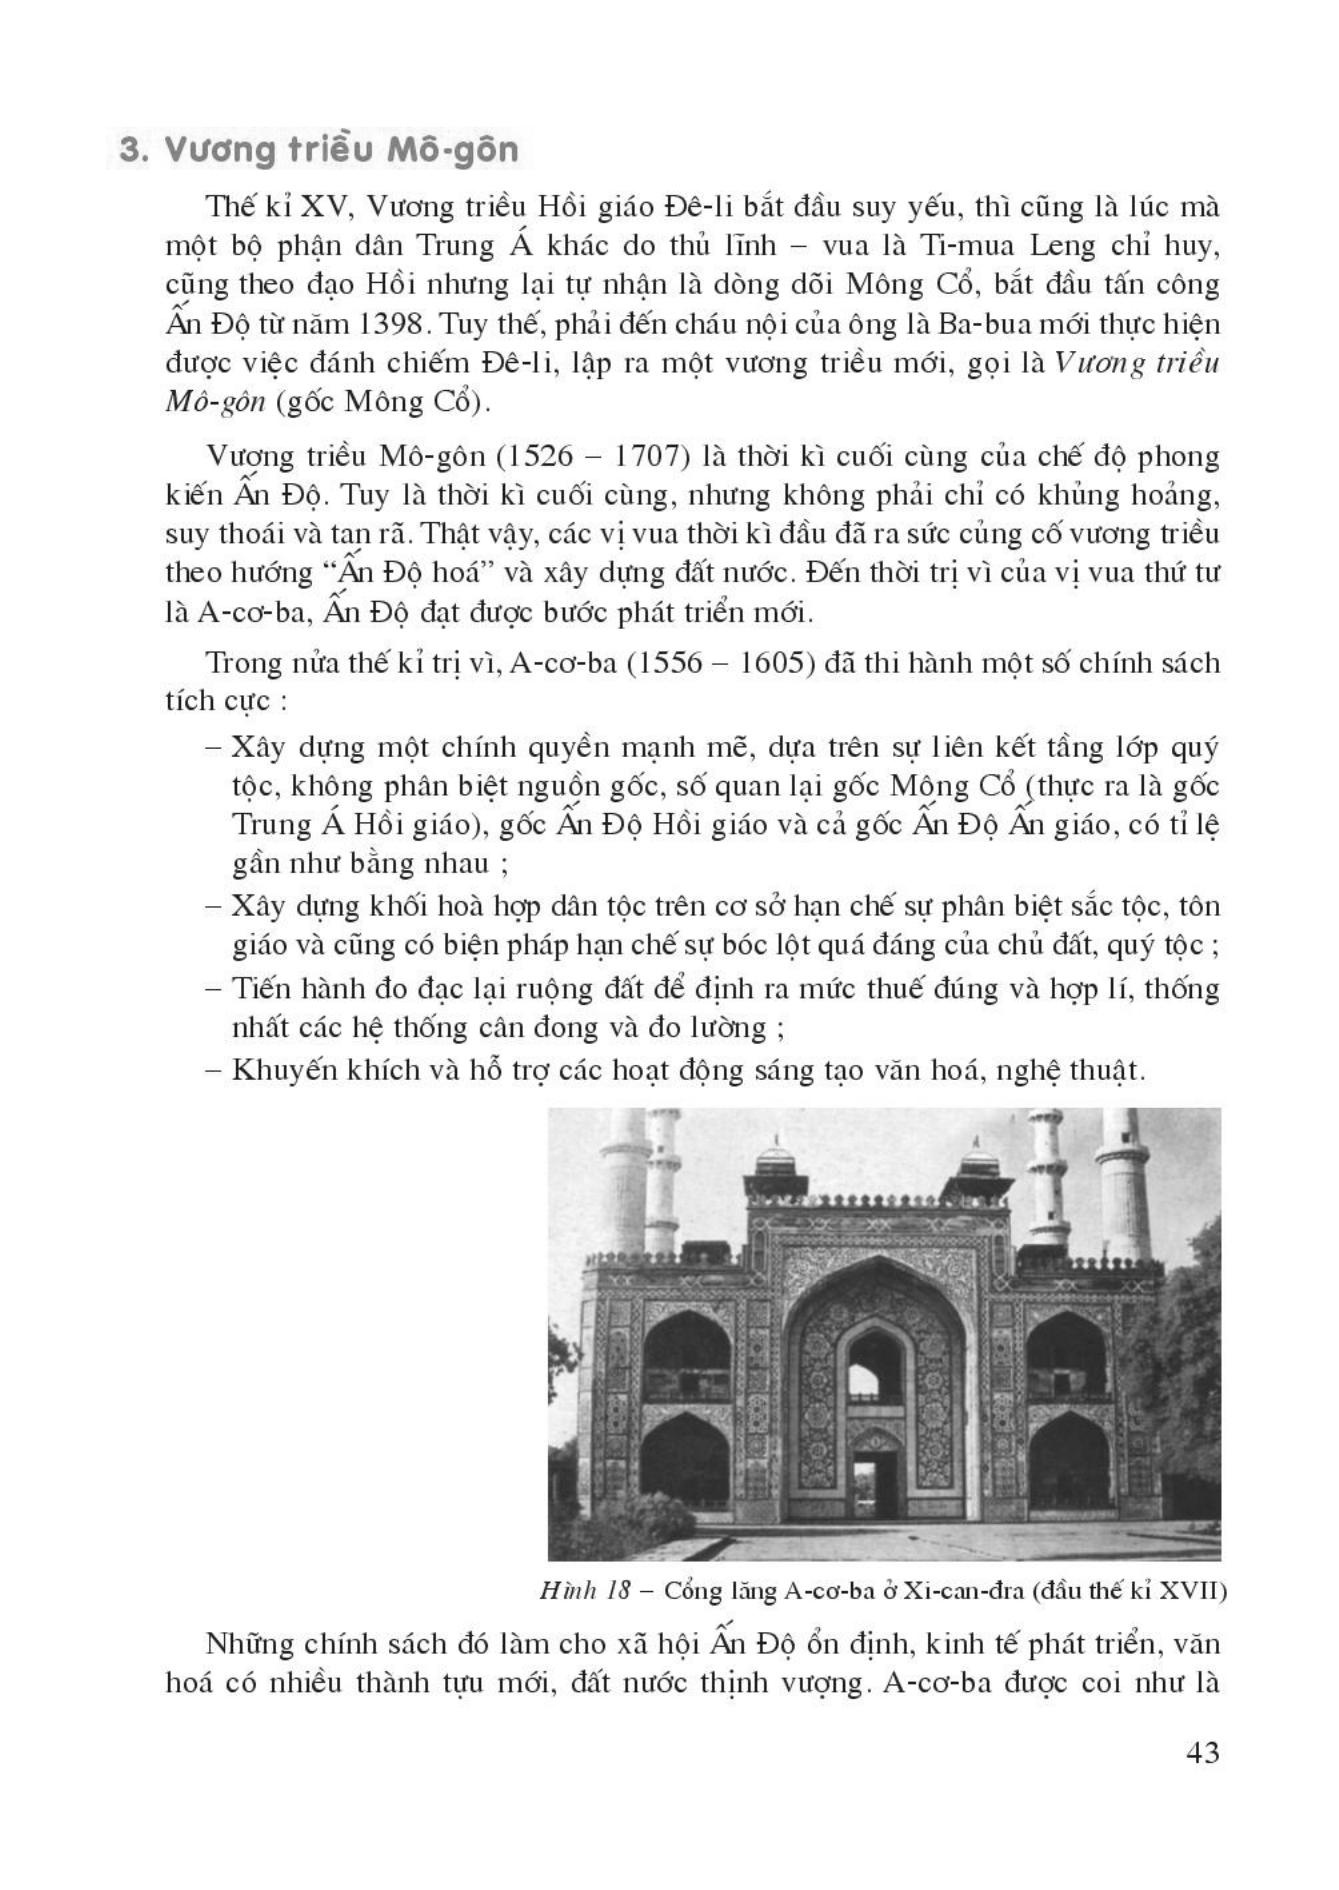 3. Vương triều Mô-gôn
Thế kỉ XV, Vương triều Hồi giáo Đê-li bắt đầu suy yếu, thì cũng là lúc mà
một bộ phận dân Trung Á khác do thủ lĩnh – vua là Ti-mua Leng chỉ huy,
cũng theo đạo Hồi nhưng lại tự nhận là dòng dõi Mông Cổ, bắt đầu tấn công
Ấn Độ từ năm 1398. Tuy thế, phải đến cháu nội của ông là Ba-bua mới thực hiện
được việc đánh chiếm Đê-li, lập ra một vương triều mới, gọi là Vương triều
Mô-gôn (gốc Mông Cổ).
Vương triều Mô-gôn (1526 – 1707) là thời kì cuối cùng của chế độ phong
kiến Ấn Độ. Tuy là thời kì cuối cùng, nhưng không phải chỉ có khủng hoảng,
suy thoái và tan rã. Thật vậy, các vị vua thời kì đầu đã ra sức củng cố vương triều
theo hướng “Ấn Độ hoá” và xây dựng đất nước. Đến thời trị vì của vị vua thứ tư
là A-cơ-ba, Ấn Độ đạt được bước phát triển mới.
Trong nửa thế kỉ trị vì, A-cơ-ba (1556 – 1605) đã thi hành một số chính sách
tích cực :
– Xây dựng một chính quyền mạnh mẽ, dựa trên sự liên kết tầng lớp quý
tộc, không phân biệt nguồn gốc, số quan lại gốc Mông Cổ (thực ra là gốc
Trung Á Hồi giáo), gốc Ấn Độ Hồi giáo và cả gốc Ấn Độ Ấn giáo, có tỉ lệ
gần như bằng nhau ;
– Xây dựng khối hoà hợp dân tộc trên cơ sở hạn chế sự phân biệt sắc tộc, tôn
giáo và cũng có biện pháp hạn chế sự bóc lột quá đáng của chủ đất, quý tộc ;
– Tiến hành đo đạc lại ruộng đất để định ra mức thuế đúng và hợp lí, thống
nhất các hệ thống cân đong và đo lường ;
– Khuyến khích và hỗ trợ các hoạt động sáng tạo văn hoá, nghệ thuật.
Hình 18 – Cổng lăng A-cơ-ba ở Xi-can-đra (đầu thế kỉ XVII)
Những chính sách đó làm cho xã hội Ấn Độ ổn định, kinh tế phát triển, văn
hoá có nhiều thành tựu mới, đất nước thịnh vượng. A-cơ-ba được coi như là
43